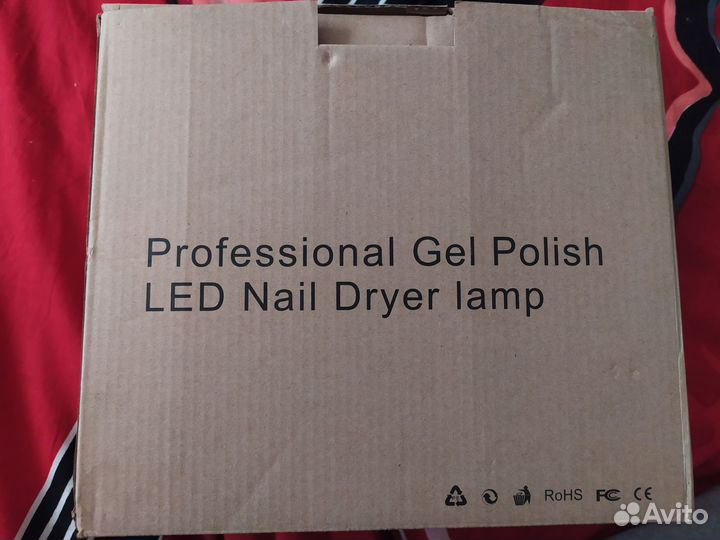 Professional Gel Polish
LED Nail Dryer lamp
RoHS FC CE
Avito